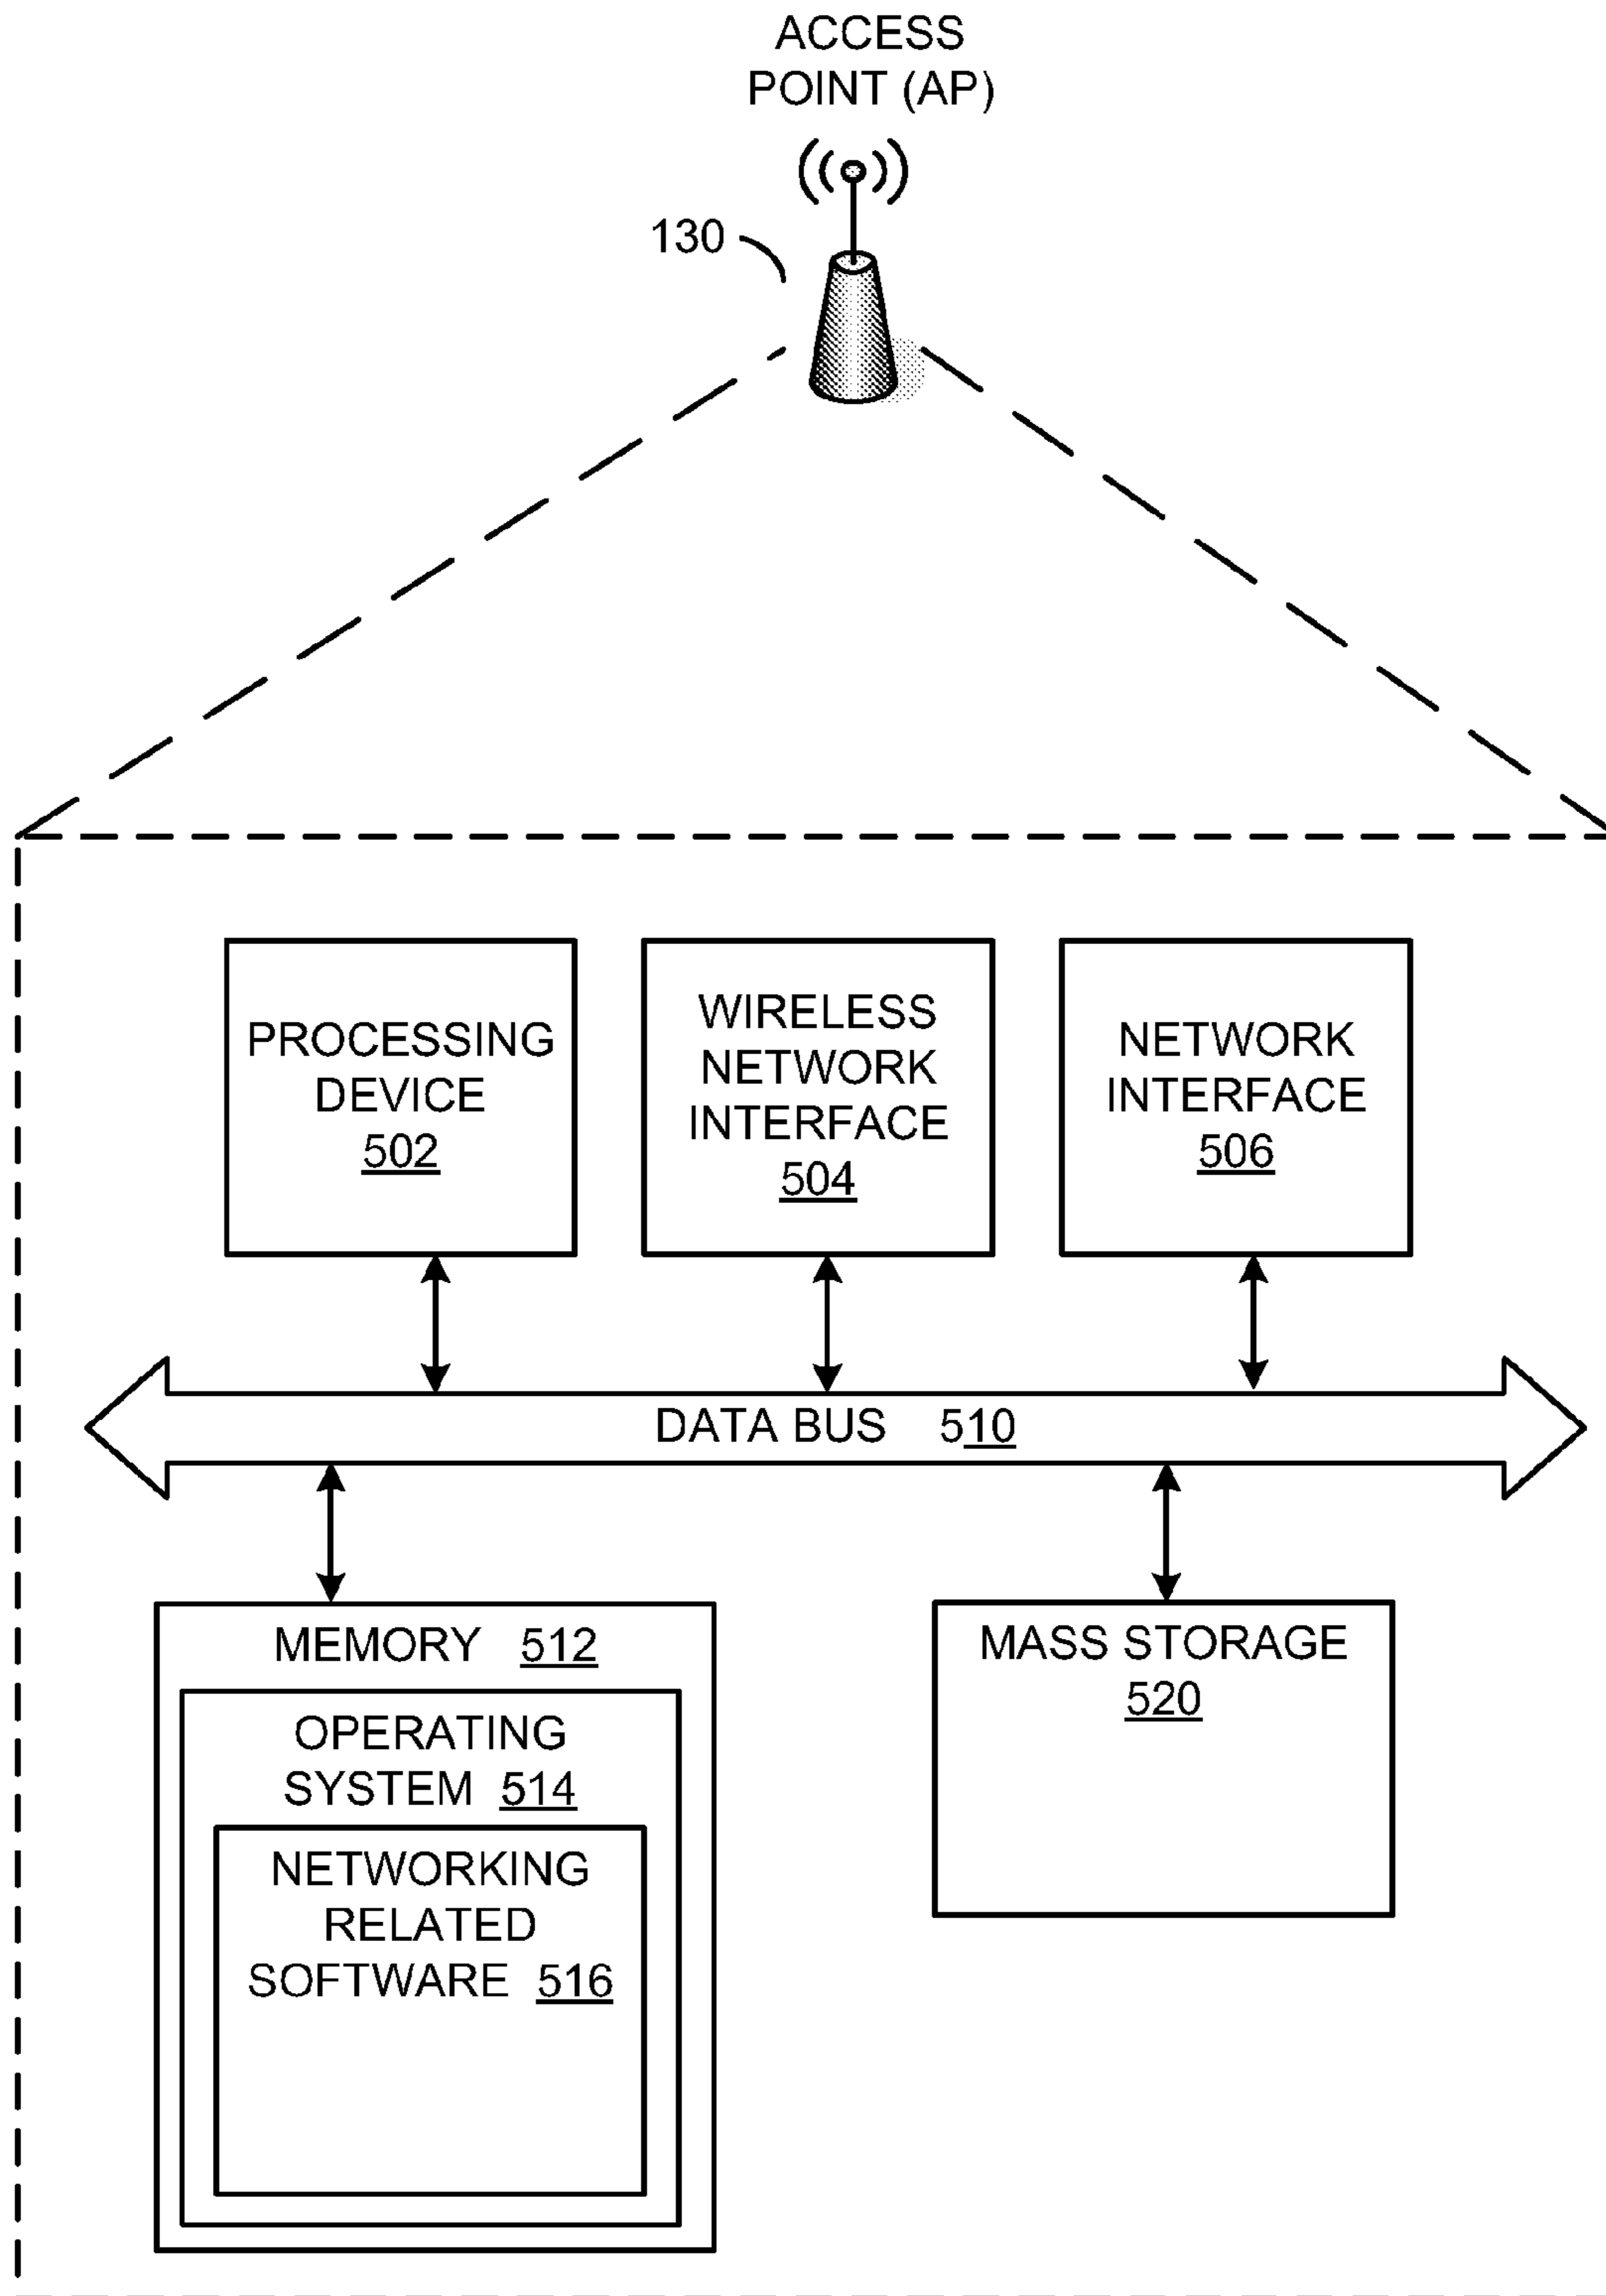 ACCESS
POINT (AP)
130
PROCESSING
DEVICE
502
WIRELESS
NETWORK
INTERFACE
504
NETWORK
INTERFACE
506
DATA BUS 510
MEMORY 512
OPERATING
SYSTEM 514
NETWORKING
RELATED
SOFTWARE 516
MASS STORAGE
520